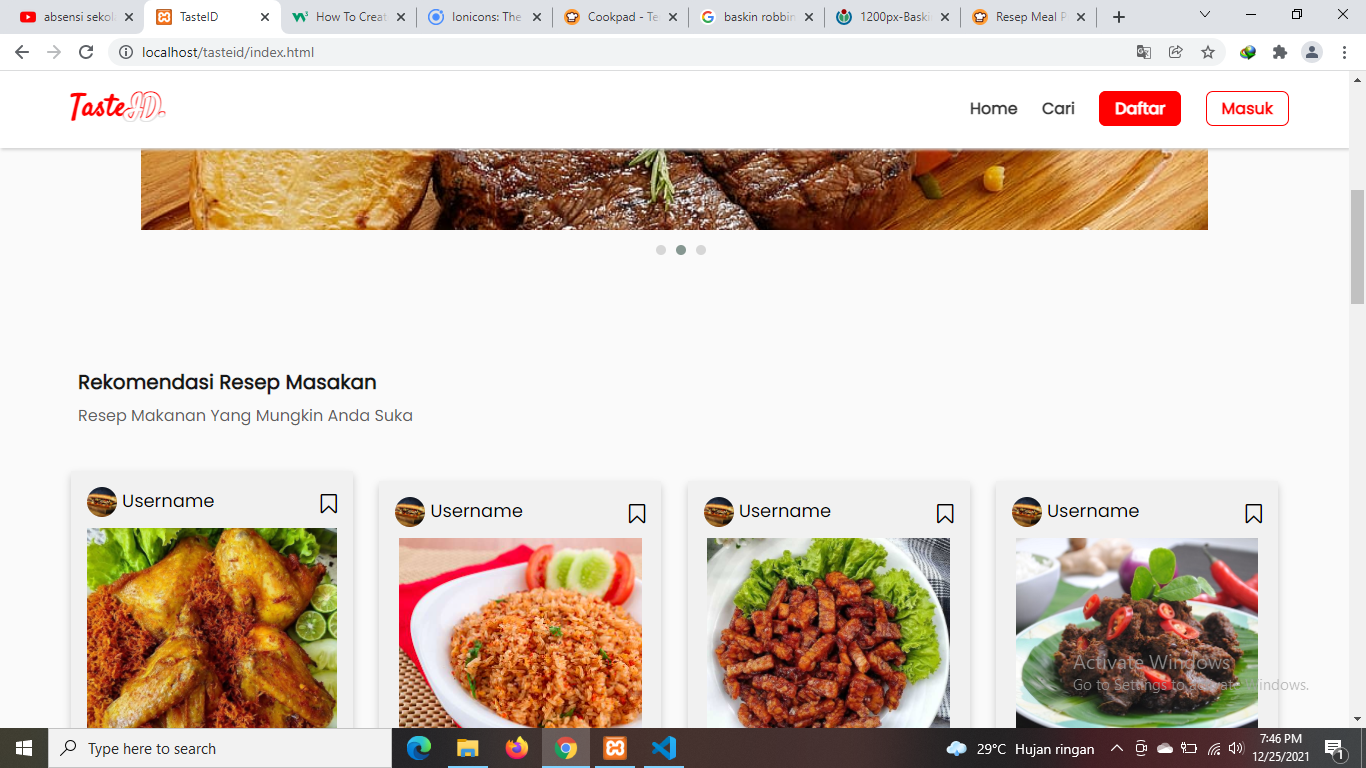 absensi sekola
TasteID
How To Creat
Ionicons: The
Cookpad - Te
baskin robbin
1200px-Baski
Resep Meal P
localhost/tasteid/index.html
TasteID
Home
Cari
Daftar
Masuk
Rekomendasi Resep Masakan
Resep Makanan Yang Mungkin Anda Suka
Username
Username
Username
Username
Activate Windows
Go to Settings to activate Windows.
Type here to search
29°C Hujan ringan
7:46 PM
12/25/2021
1